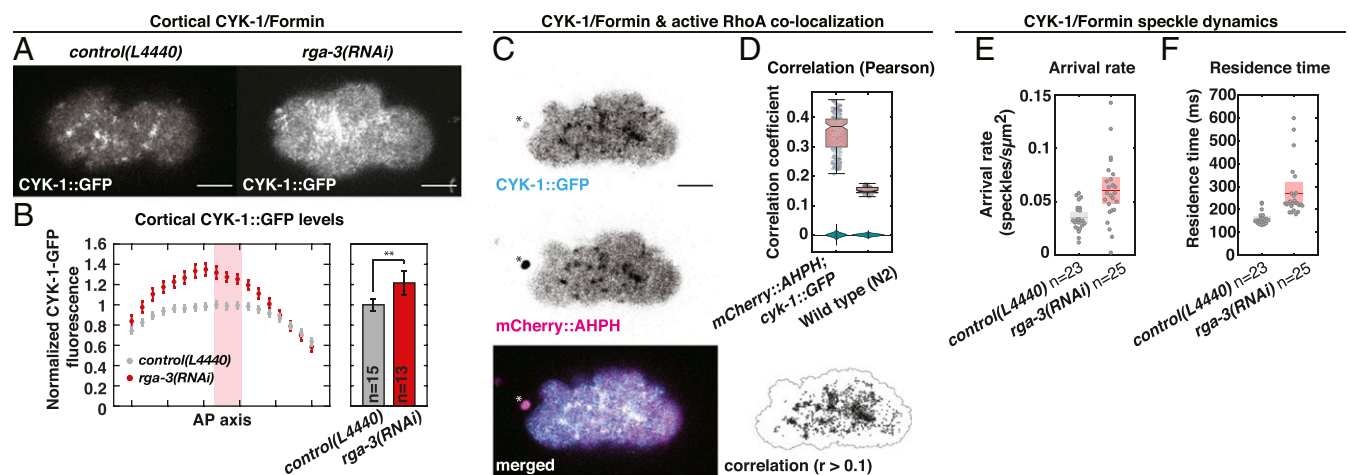 Cortical CYK-1/Formin
A
control(L4440)
rga-3(RNAi)
CYK-1::GFP
CYK-1::GFP
B
Cortical CYK-1::GFP levels
Normalized CYK-1-GFP
fluorescence
1.6
1.4
1.2
1
0.8
0.6
0.4
0.2
0
control(L4440)
rga-3(RNAi)
AP axis
**
n=15
n=13
control(L4440)
rga-3(RNAi)
CYK-1/Formin & active RhoA co-localization
C
*
CYK-1::GFP
*
mCherry::AHPH
*
merged
D
Correlation (Pearson)
Correlation coefficient
0.4
0.3
0.2
0.1
0
mCherry::AHPH;
cyk-1::GFP
Wild type (N2)
correlation (r > 0.1)
CYK-1/Formin speckle dynamics
E
Arrival rate
Arrival rate
(speckles/sμm²)
0.15
0.1
0.05
0
control(L4440) n=23
rga-3(RNAi) n=25
F
Residence time
Residence time (ms)
700
600
500
400
300
200
100
0
control(L4440) n=23
rga-3(RNAi) n=25